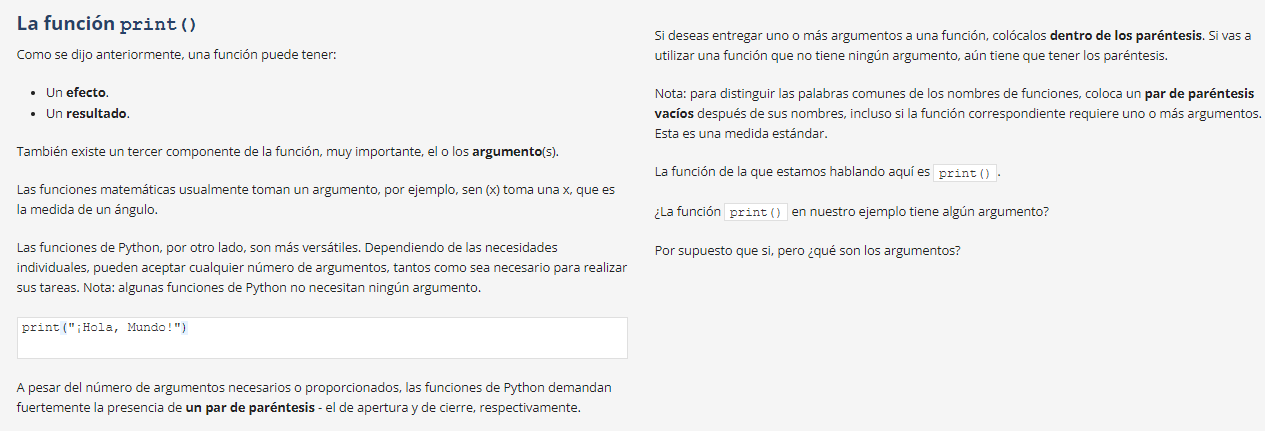 La función print()
Como se dijo anteriormente, una función puede tener:
• Un efecto.
• Un resultado.
También existe un tercer componente de la función, muy importante, el o los argumento(s).
Las funciones matemáticas usualmente toman un argumento, por ejemplo, sen (x) toma una x, que es
la medida de un ángulo.
Las funciones de Python, por otro lado, son más versátiles. Dependiendo de las necesidades
individuales, pueden aceptar cualquier número de argumentos, tantos como sea necesario para realizar
sus tareas. Nota: algunas funciones de Python no necesitan ningún argumento.
print("¡Hola, Mundo!")
A pesar del número de argumentos necesarios o proporcionados, las funciones de Python demandan
fuertemente la presencia de un par de paréntesis - el de apertura y de cierre, respectivamente.
Si deseas entregar uno o más argumentos a una función, colócalos dentro de los paréntesis. Si vas a
utilizar una función que no tiene ningún argumento, aún tiene que tener los paréntesis.
Nota: para distinguir las palabras comunes de los nombres de funciones, coloca un par de paréntesis
vacíos después de sus nombres, incluso si la función correspondiente requiere uno o más argumentos.
Esta es una medida estándar.
La función de la que estamos hablando aquí es print().
¿La función print() en nuestro ejemplo tiene algún argumento?
Por supuesto que si, pero ¿qué son los argumentos?